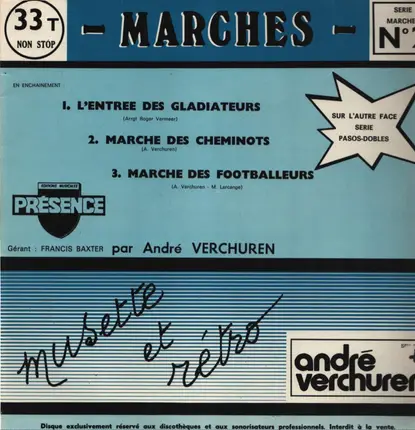 33 T
NON STOP
- MARCHES -
SERIE
MARCHE
N°
EN ENCHAINEMENT
1. L'ENTREE DES GLADIATEURS
(Arrgt Roger Vermeer)
2. MARCHE DES CHEMINOTS
(A. Verchuren)
3. MARCHE DES FOOTBALLEURS
(A. Verchuren - M. Larcange)
SUR L'AUTRE FACE
SERIE
PASOS-DOBLES
EDITIONS MUSICALES
PRÉSENCE
Gérant : FRANCIS BAXTER par André VERCHUREN
musette
et
rétro
andré
verchuren
Disque exclusivement réservé aux discothèques et aux sonorisateurs professionnels. Interdit à la vente.